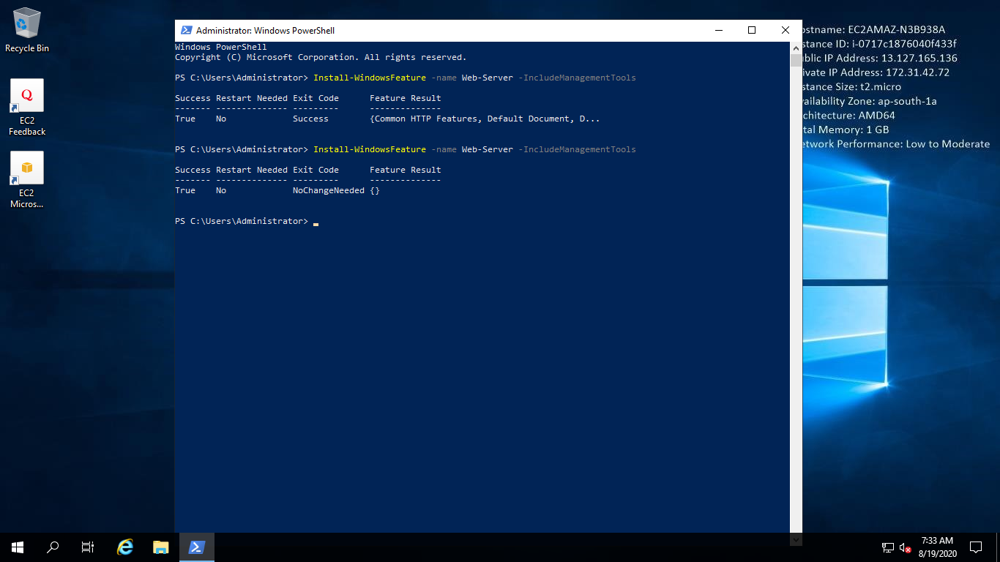 Recycle Bin
Q
EC2
Feedback
EC2
Micros...
Administrator: Windows PowerShell
Windows PowerShell
Copyright (C) Microsoft Corporation. All rights reserved.
PS C:\Users\Administrator> Install-WindowsFeature -name Web-Server -IncludeManagementTools
Success Restart Needed Exit Code      Feature Result
------- -------------- ---------      --------------
True    No             Success        {Common HTTP Features, Default Document, D...
PS C:\Users\Administrator> Install-WindowsFeature -name Web-Server -IncludeManagementTools
Success Restart Needed Exit Code      Feature Result
------- -------------- ---------      --------------
True    No             NoChangeNeeded {}
PS C:\Users\Administrator> _
ostname: EC2AMAZ-N3B938A
stance ID: i-0717c1876040f433f
ublic IP Address: 13.127.165.136
ivate IP Address: 172.31.42.72
stance Size: t2.micro
vailability Zone: ap-south-1a
chitecture: AMD64
tal Memory: 1 GB
etwork Performance: Low to Moderate
7:33 AM
8/19/2020